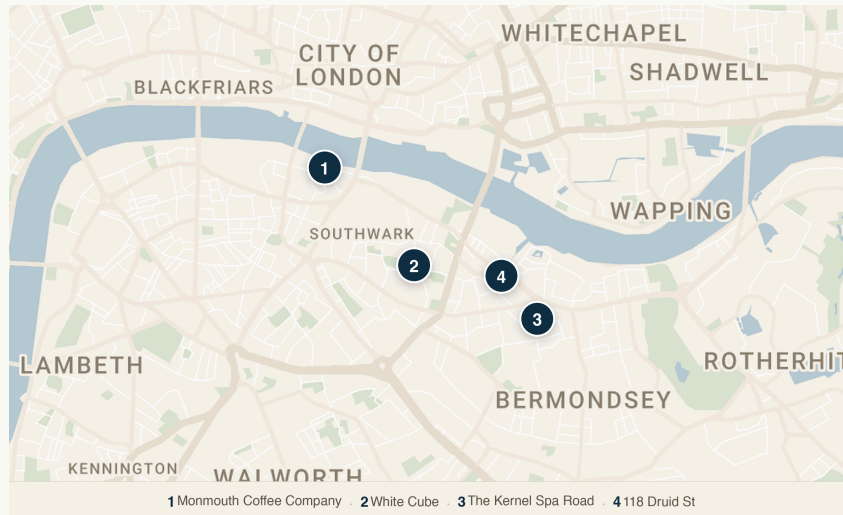 WHITECHAPEL
CITY OF
LONDON
SHADWELL
BLACKFRIARS
1
WAPPING
SOUTHWARK
2
4
3
LAMBETH
ROTHERHIT
BERMONDSEY
KENNINGTON
WALWORTH
1 Monmouth Coffee Company . 2 White Cube . 3 The Kernel Spa Road . 4 118 Druid St